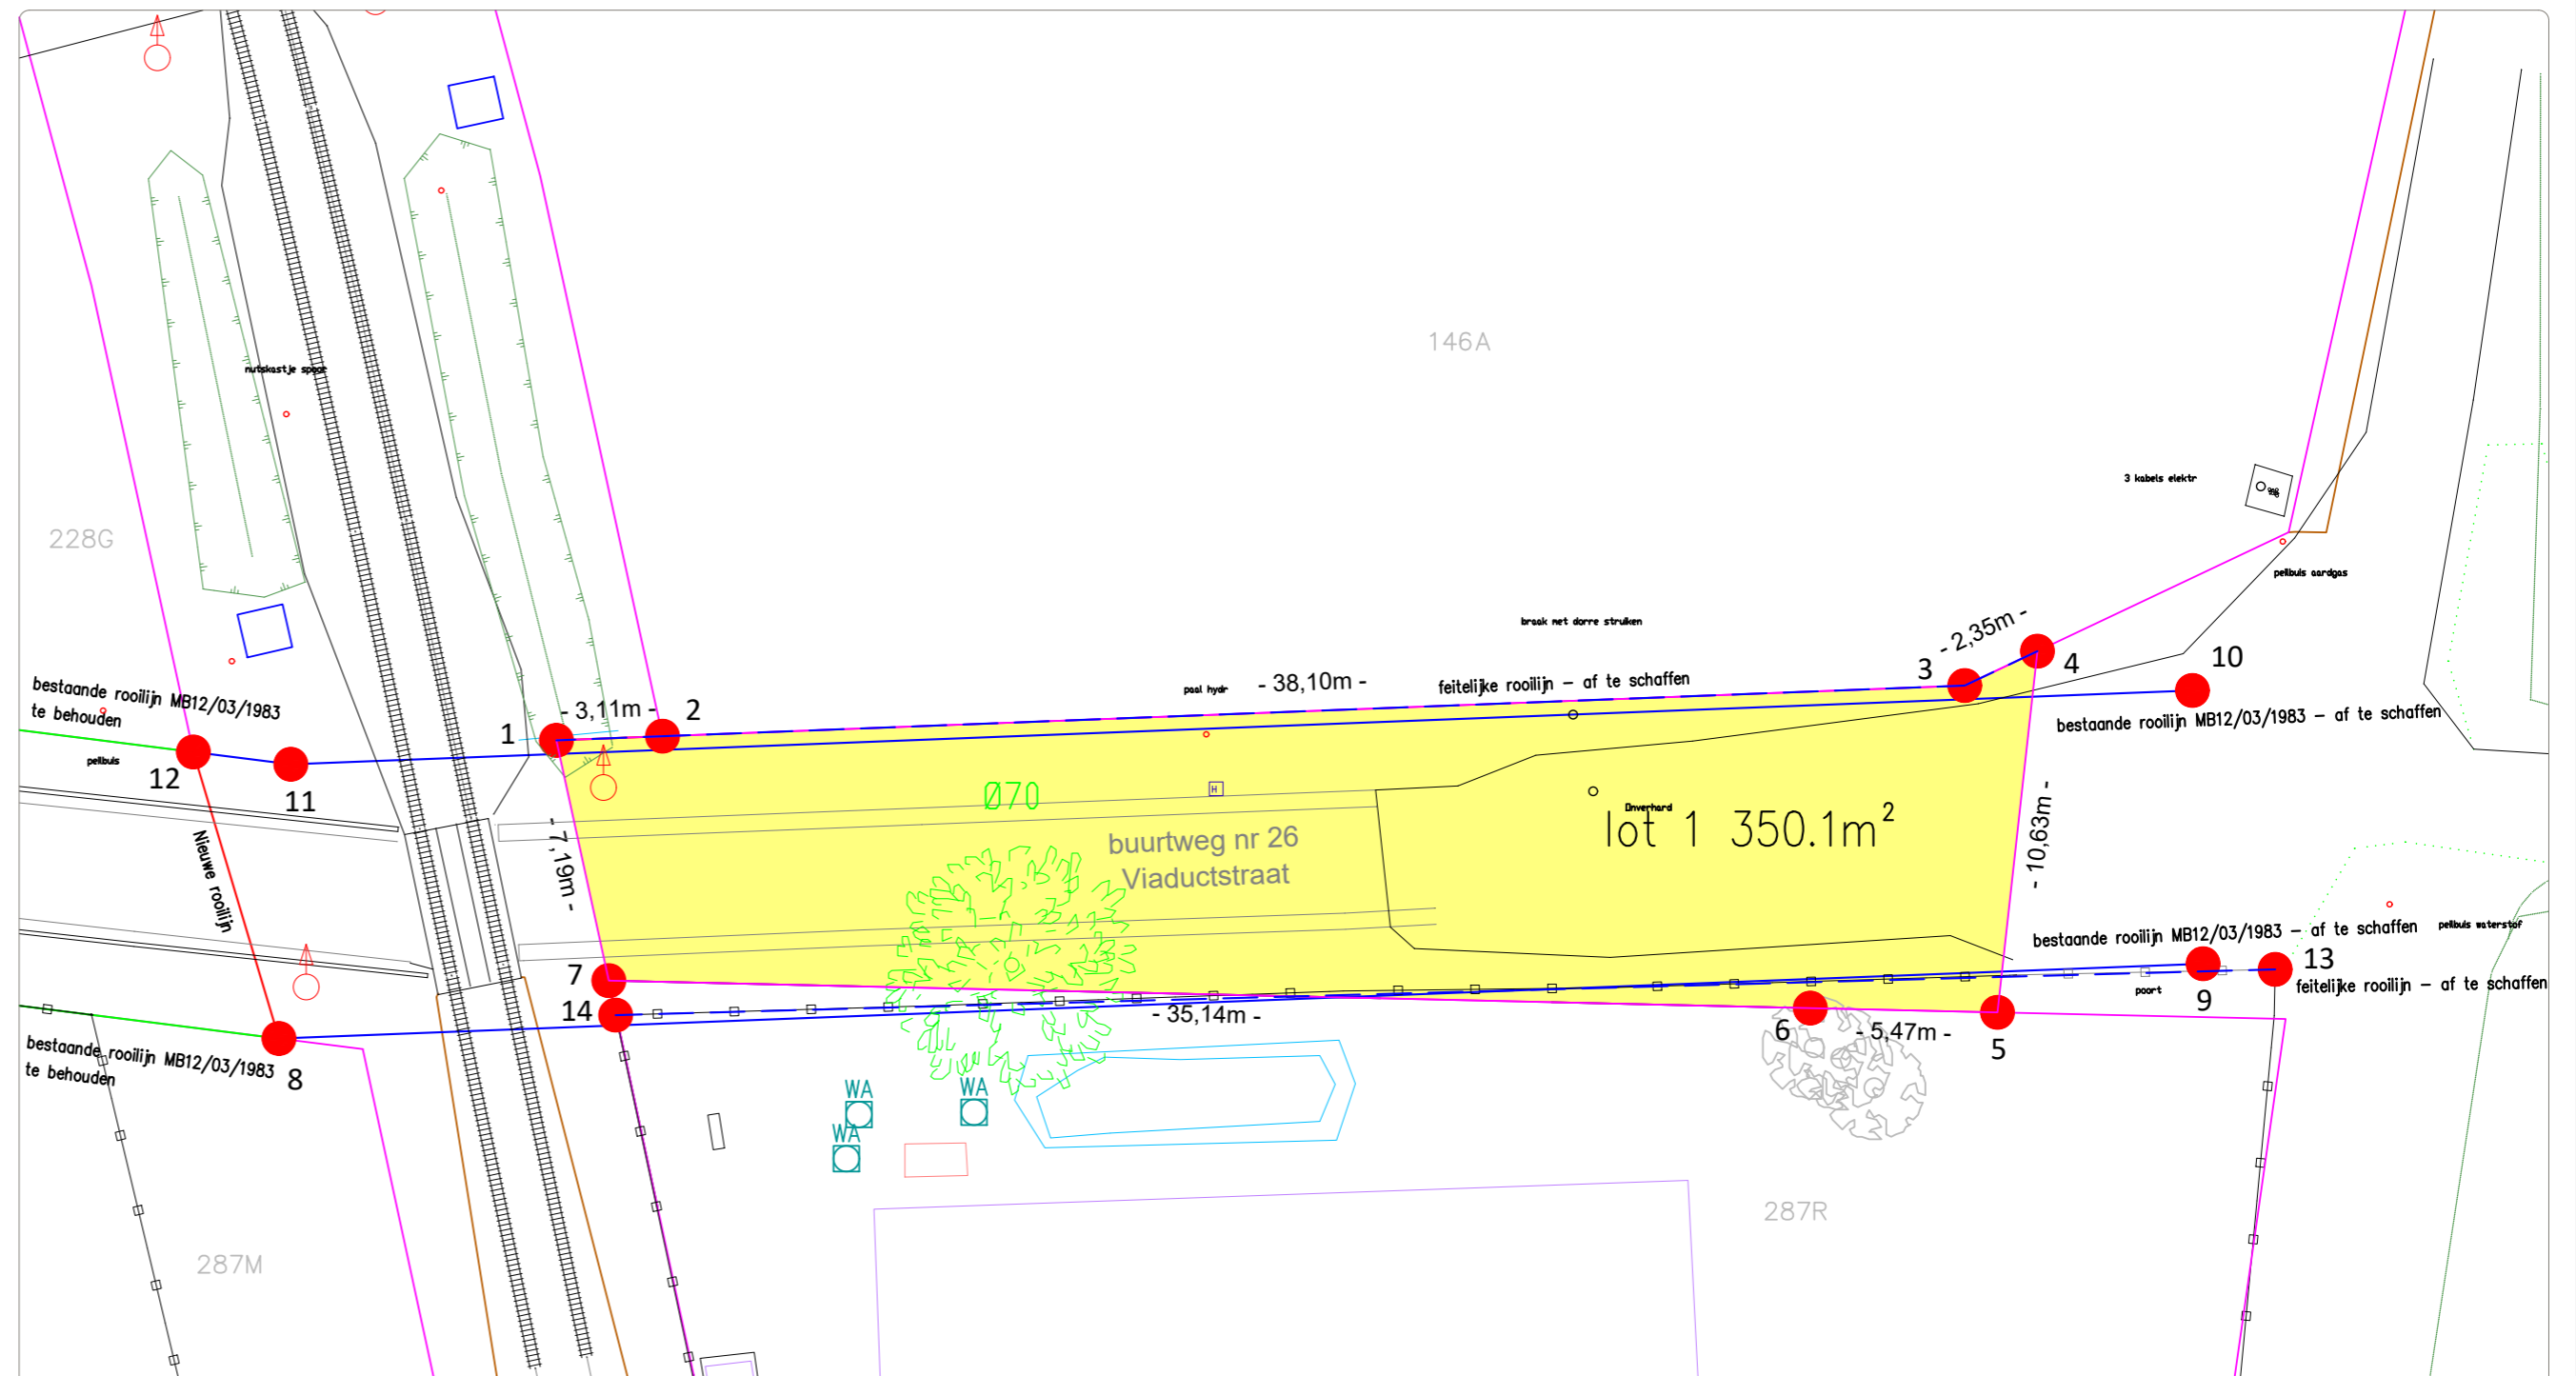 146A
nutskastje spoor
3 kabels elektr
228G
peilbuis aardgas
braak met dorre struiken
- 2,35m -
3
4
10
bestaande rooilijn MB12/03/1983
te behouden
- 3,11m -
2
1
paal hydr
- 38,10m -
feitelijke rooilijn – af te schaffen
bestaande rooilijn MB12/03/1983 – af te schaffen
peilbuis
12
11
Ø70
H
Onverhard
lot 1 350.1m²
buurtweg nr 26
Viaductstraat
- 7,19m -
- 10,63m -
Nieuwe rooilijn
bestaande rooilijn MB12/03/1983 – af te schaffen
peilbuis waterstof
7
14
- 35,14m -
6
- 5,47m -
5
poort
9
13
feitelijke rooilijn – af te schaffen
bestaande rooilijn MB12/03/1983
te behouden
8
WA
WA
WA
287R
287M